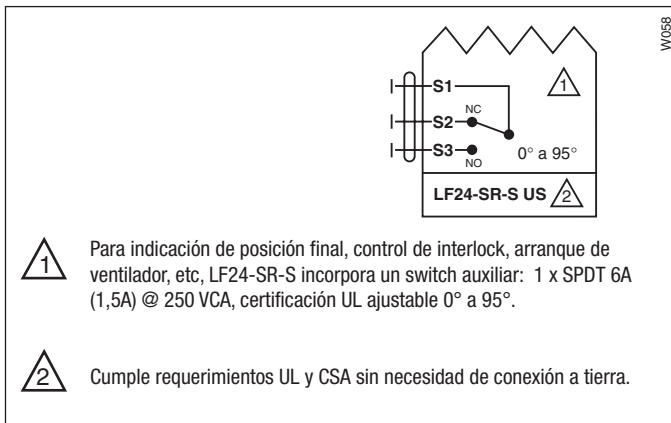 W058
S1
NC
S2
S3
NO
0° a 95°
1
LF24-SR-S US 2
1
Para indicación de posición final, control de interlock, arranque de
ventilador, etc, LF24-SR-S incorpora un switch auxiliar: 1 x SPDT 6A
(1,5A) @ 250 VCA, certificación UL ajustable 0° a 95°.
2
Cumple requerimientos UL y CSA sin necesidad de conexión a tierra.